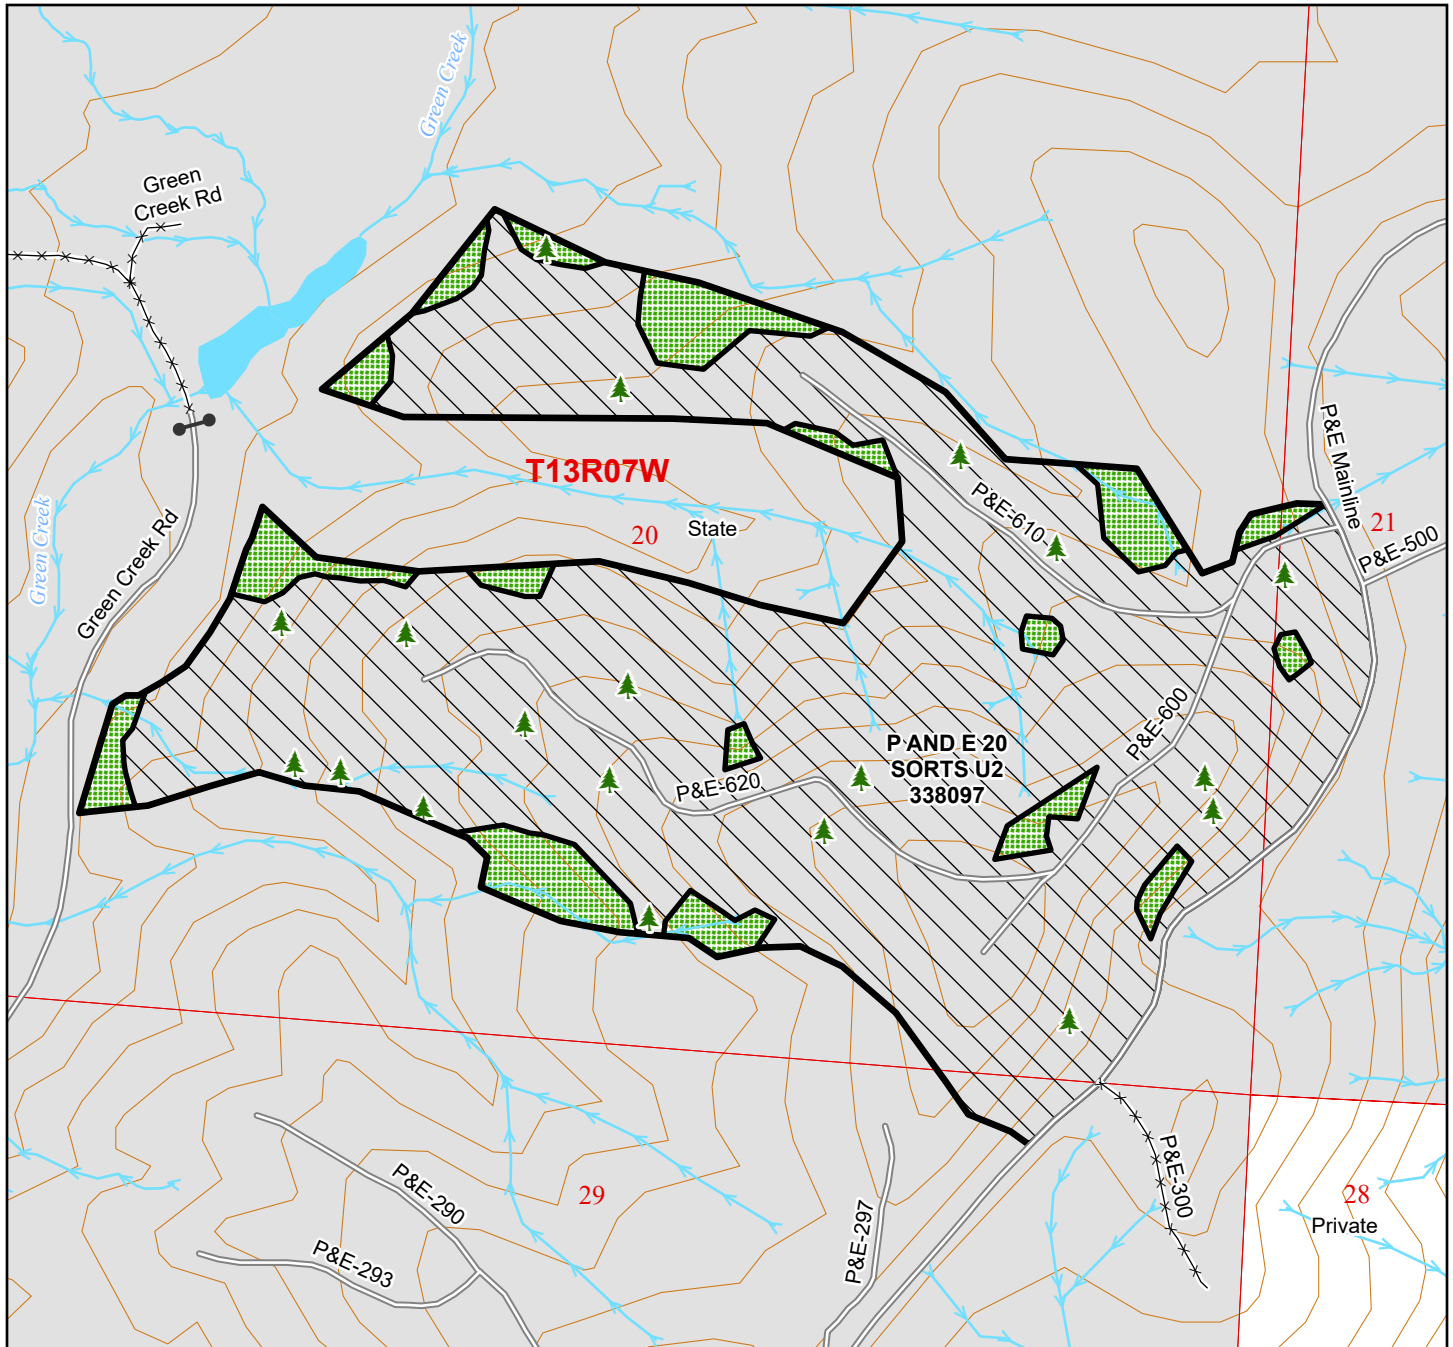 Green Creek
Green
Creek Rd
P&E Mainline
T13R07W
P&E-610
20
State
21
P&E-500
Green Creek
Green Creek Rd
P&E-600
P AND E 20
SORTS U2
338097
P&E-620
P&E-300
29
P&E-290
28
Private
P&E-297
P&E-293